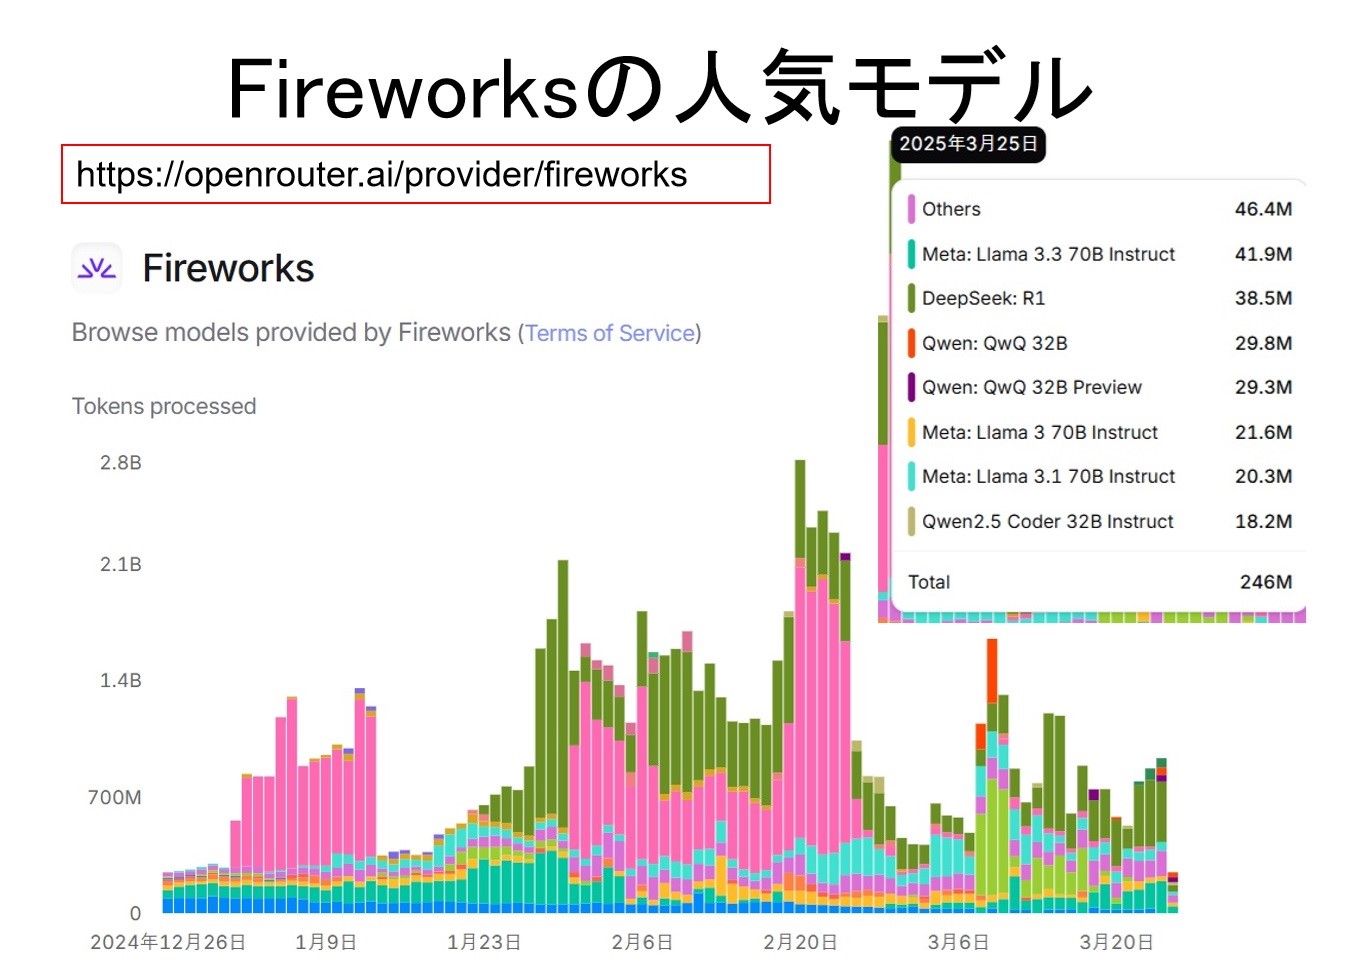 Fireworksの人気モデル
https://openrouter.ai/provider/fireworks
2025年3月25日
Others 46.4M
Meta: Llama 3.3 70B Instruct 41.9M
DeepSeek: R1 38.5M
Qwen: QwQ 32B 29.8M
Qwen: QwQ 32B Preview 29.3M
Meta: Llama 3 70B Instruct 21.6M
Meta: Llama 3.1 70B Instruct 20.3M
Qwen2.5 Coder 32B Instruct 18.2M
Total 246M
Fireworks
Browse models provided by Fireworks (Terms of Service)
Tokens processed
2.8B
2.1B
1.4B
700M
0
2024年12月26日 1月9日 1月23日 2月6日 2月20日 3月6日 3月20日